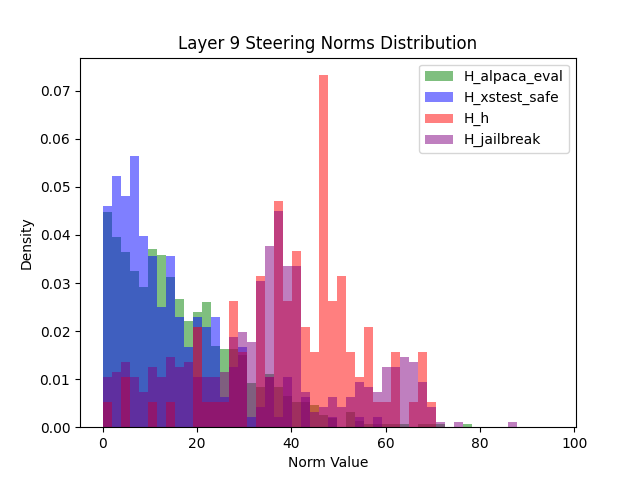 Layer 9 Steering Norms Distribution
H_alpaca_eval
H_xstest_safe
H_h
H_jailbreak
0.07
0.06
0.05
0.04
0.03
0.02
0.01
0.00
Density
0 20 40 60 80 100
Norm Value